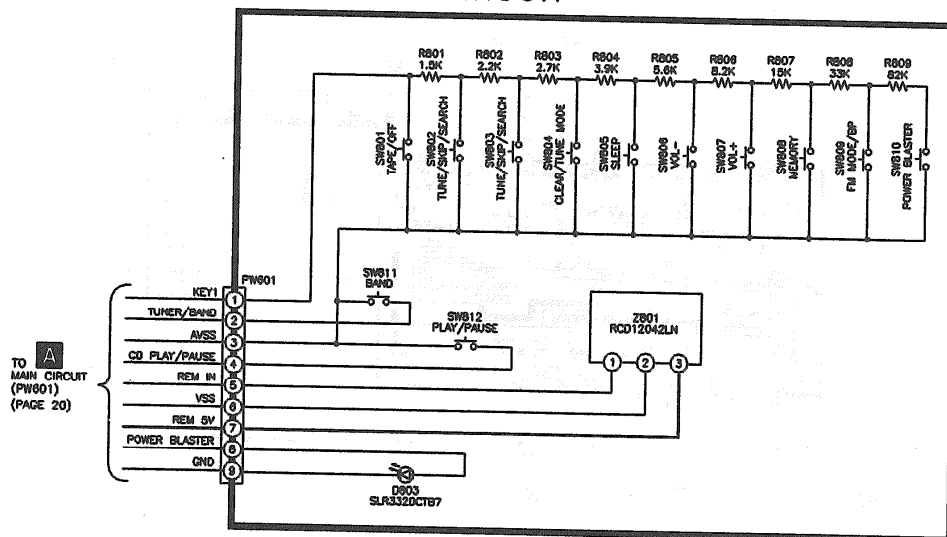 R801 R802 R803 R804 R805 R806 R807 R808 R809
1.5K 2.2K 2.7K 3.9K 5.6K 8.2K 15K 33K 82K
SW801
TAPE/OFF
SW802
TUNE/SKIP/SEARCH
SW803
TUNE/SKIP/SEARCH
SW804
CLEAR/TUNE MODE
SW805
SLEEP
SW806
VOL-
SW807
VOL+
SW808
MEMORY
SW809
FM MODE/BP
SW810
POWER BLASTER
PW601
SW811
BAND
SW812
PLAY/PAUSE
Z801
RCD12042LN
1 2 3
KEY1 1
TUNER/BAND 2
AVSS 3
CD PLAY/PAUSE 4
REM IN 5
VSS 6
REM 5V 7
POWER BLASTER 8
GND 9
TO A
MAIN CIRCUIT
(PW601)
(PAGE 20)
D803
SLR332DCTB7